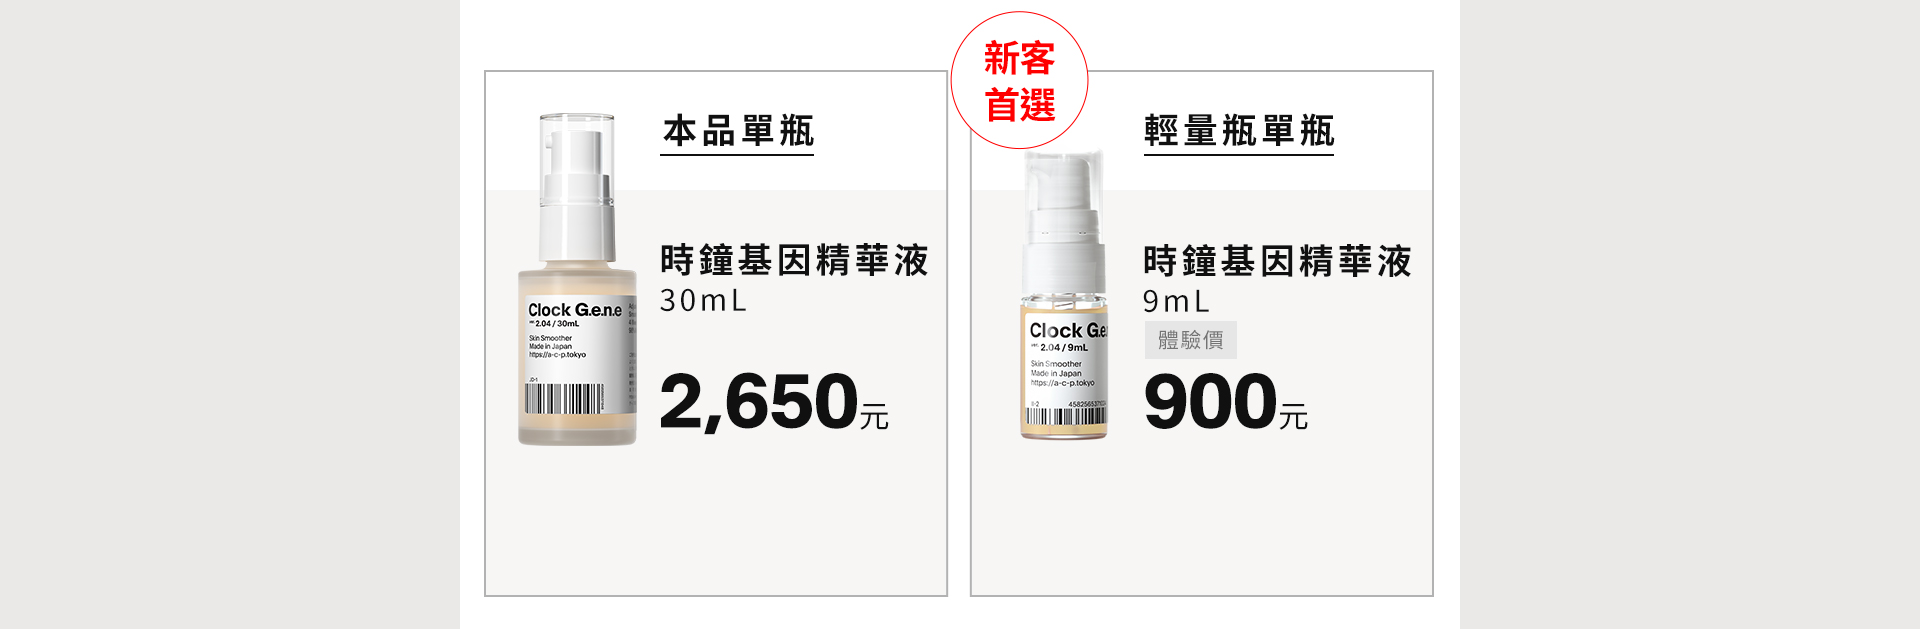 新客
首選
本品單瓶
時鐘基因精華液
30mL
2,650元
Clock G.e.n.e
ver. 2.04 / 30mL
Skin Smoother
Made in Japan
https://a-c-p.tokyo
輕量瓶單瓶
時鐘基因精華液
9mL
體驗價
900元
Clock G.e.
ver. 2.04 / 9mL
Skin Smoother
Made in Japan
https://a-c-p.tokyo